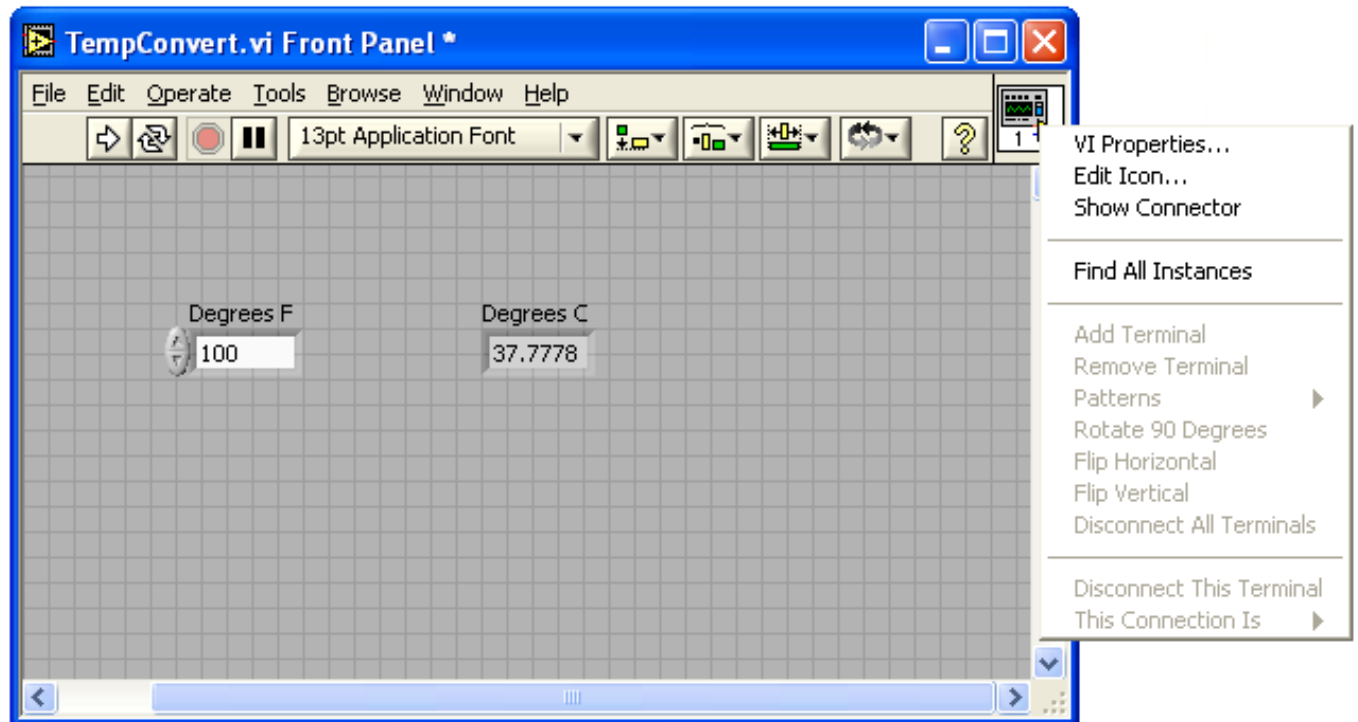 TempConvert.vi Front Panel *
File Edit Operate Tools Browse Window Help
13pt Application Font
?
1
Degrees F
100
Degrees C
37.7778
VI Properties...
Edit Icon...
Show Connector
Find All Instances
Add Terminal
Remove Terminal
Patterns
Rotate 90 Degrees
Flip Horizontal
Flip Vertical
Disconnect All Terminals
Disconnect This Terminal
This Connection Is